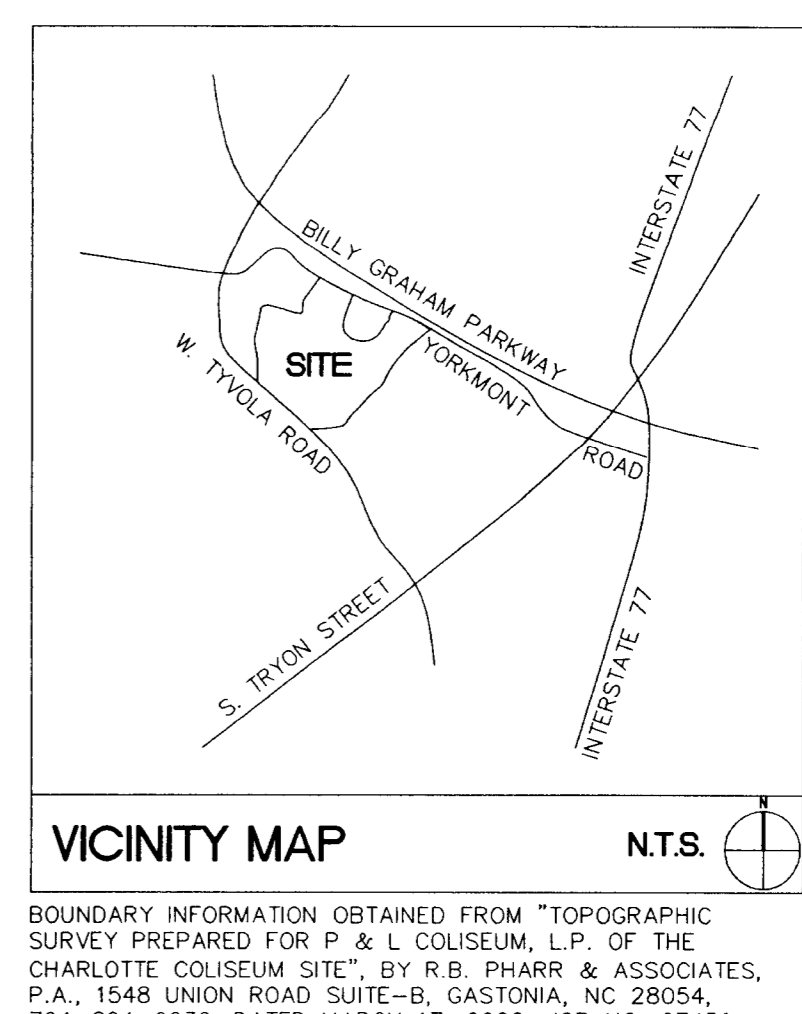 INTERSTATE 77
BILLY GRAHAM PARKWAY
SITE
YORKMONT
ROAD
W. TYVOLA ROAD
S. TRYON STREET
INTERSTATE 77
N
VICINITY MAP N.T.S.
BOUNDARY INFORMATION OBTAINED FROM "TOPOGRAPHIC
SURVEY PREPARED FOR P & L COLISEUM, L.P. OF THE
CHARLOTTE COLISEUM SITE", BY R.B. PHARR & ASSOCIATES,
P.A., 1548 UNION ROAD SUITE-B, GASTONIA, NC 28054,